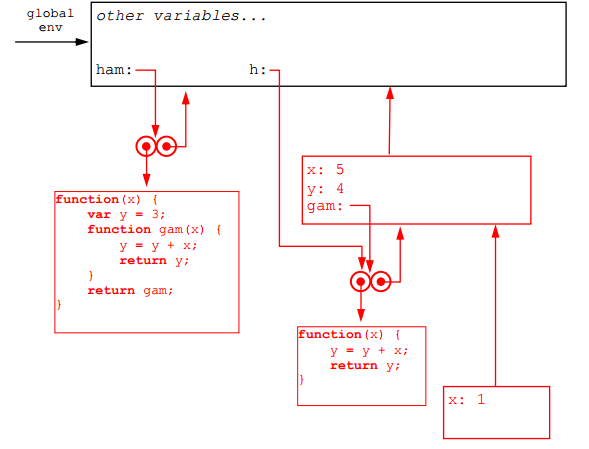 global
env
other variables...
ham:
h:
x: 5
y: 4
gam:
function(x) {
var y = 3;
function gam(x) {
y = y + x;
return y;
}
return gam;
}
function(x) {
y = y + x;
return y;
}
x: 1